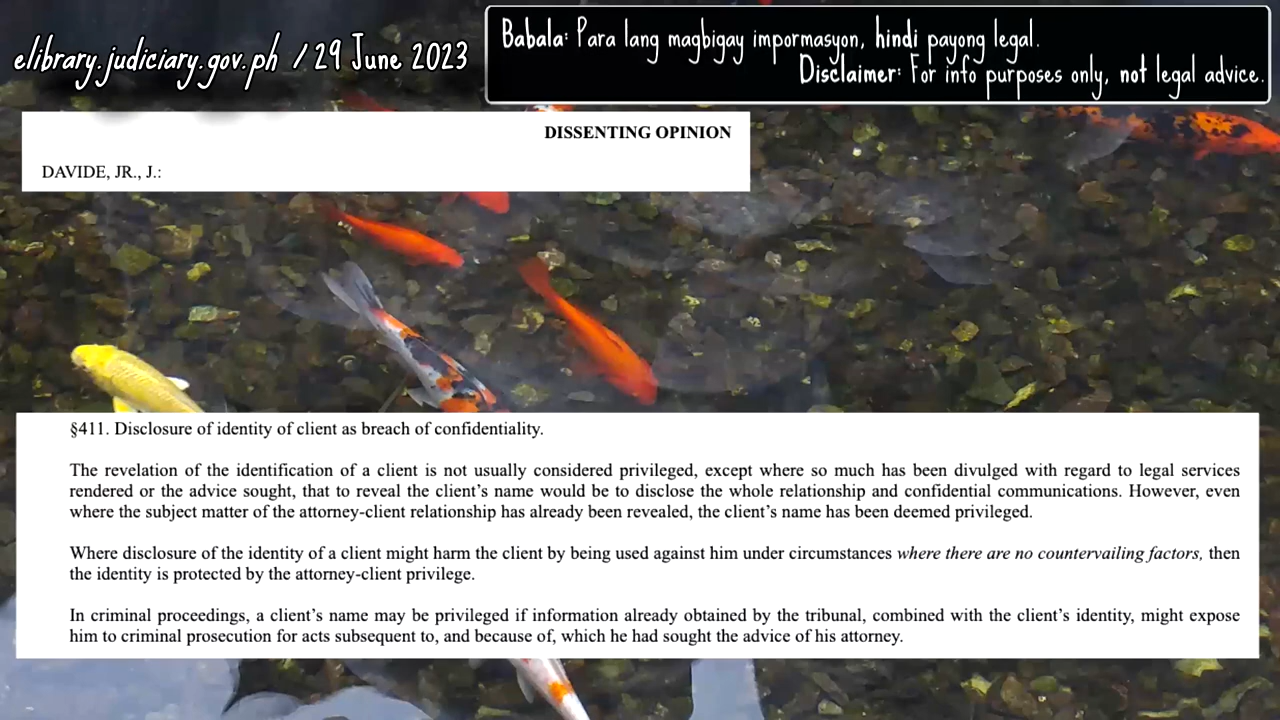 elibrary.judiciary.gov.ph / 29 June 2023
Babala: Para lang magbigay impormasyon, hindi payong legal.
Disclaimer: For info purposes only, not legal advice.
DISSENTING OPINION
DAVIDE, JR., J.:
§411. Disclosure of identity of client as breach of confidentiality.
The revelation of the identification of a client is not usually considered privileged, except where so much has been divulged with regard to legal services
rendered or the advice sought, that to reveal the client’s name would be to disclose the whole relationship and confidential communications. However, even
where the subject matter of the attorney-client relationship has already been revealed, the client’s name has been deemed privileged.
Where disclosure of the identity of a client might harm the client by being used against him under circumstances where there are no countervailing factors, then
the identity is protected by the attorney-client privilege.
In criminal proceedings, a client’s name may be privileged if information already obtained by the tribunal, combined with the client’s identity, might expose
him to criminal prosecution for acts subsequent to, and because of, which he had sought the advice of his attorney.